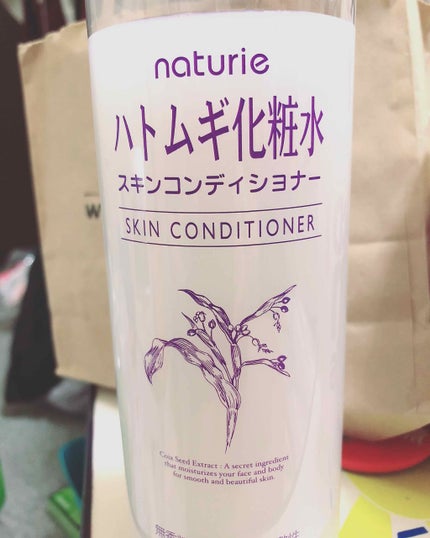 naturie
ハトムギ化粧水
スキンコンディショナー
SKIN CONDITIONER
Coix Seed Extract : A secret ingredient
that moisturizes your face and body
for smooth and beautiful skin.
W